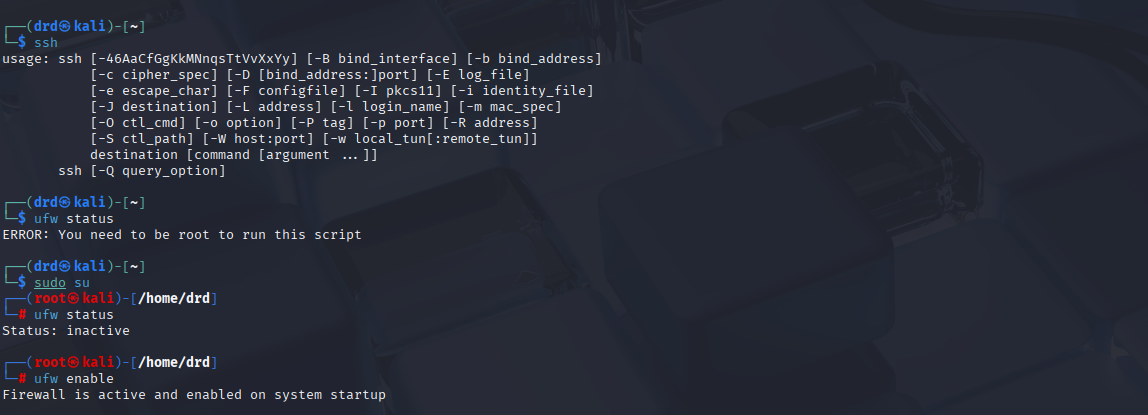 ┌──(drd㉿kali)-[~]
└─$ ssh
usage: ssh [-46AaCfGgKkMNnqsTtVvXxYy] [-B bind_interface] [-b bind_address]
           [-c cipher_spec] [-D [bind_address:]port] [-E log_file]
           [-e escape_char] [-F configfile] [-I pkcs11] [-i identity_file]
           [-J destination] [-L address] [-l login_name] [-m mac_spec]
           [-O ctl_cmd] [-o option] [-P tag] [-p port] [-R address]
           [-S ctl_path] [-W host:port] [-w local_tun[:remote_tun]]
           destination [command [argument ...]]
       ssh [-Q query_option]
┌──(drd㉿kali)-[~]
└─$ ufw status
ERROR: You need to be root to run this script
┌──(drd㉿kali)-[~]
└─$ sudo su
┌──(root㉿kali)-[/home/drd]
└─# ufw status
Status: inactive
┌──(root㉿kali)-[/home/drd]
└─# ufw enable
Firewall is active and enabled on system startup